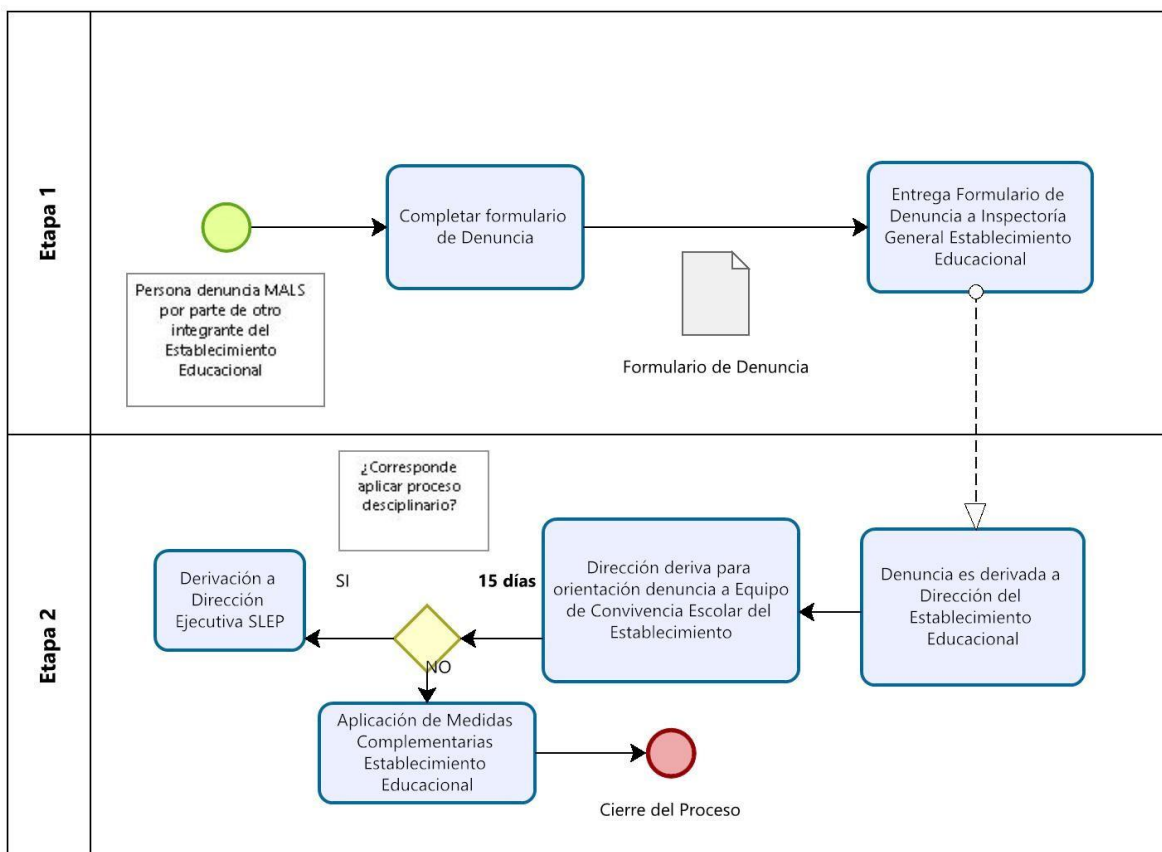 Etapa 1
Persona denuncia MALS
por parte de otro
integrante del
Establecimiento
Educacional
Completar formulario
de Denuncia
Formulario de Denuncia
Entrega Formulario de
Denuncia a Inspectoría
General Establecimiento
Educacional
Etapa 2
Denuncia es derivada a
Dirección del
Establecimiento
Educacional
Dirección deriva para
orientación denuncia a Equipo
de Convivencia Escolar del
Establecimiento
15 días
¿Corresponde
aplicar proceso
desciplinario?
SI
Derivación a
Dirección
Ejecutiva SLEP
NO
Aplicación de Medidas
Complementarias
Establecimiento
Educacional
Cierre del Proceso